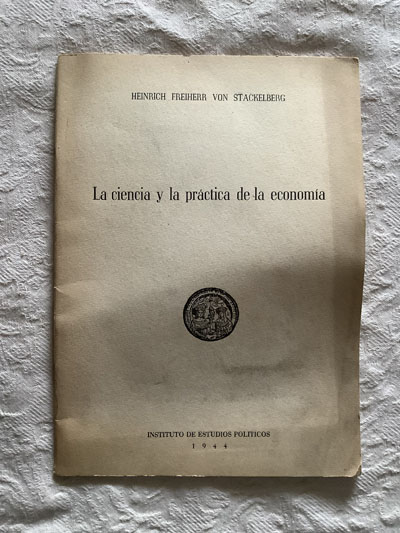 HEINRICH FREIHERR VON STACKELBERG
La ciencia y la práctica de la economía
INSTITUTO DE ESTUDIOS POLITICOS
1944